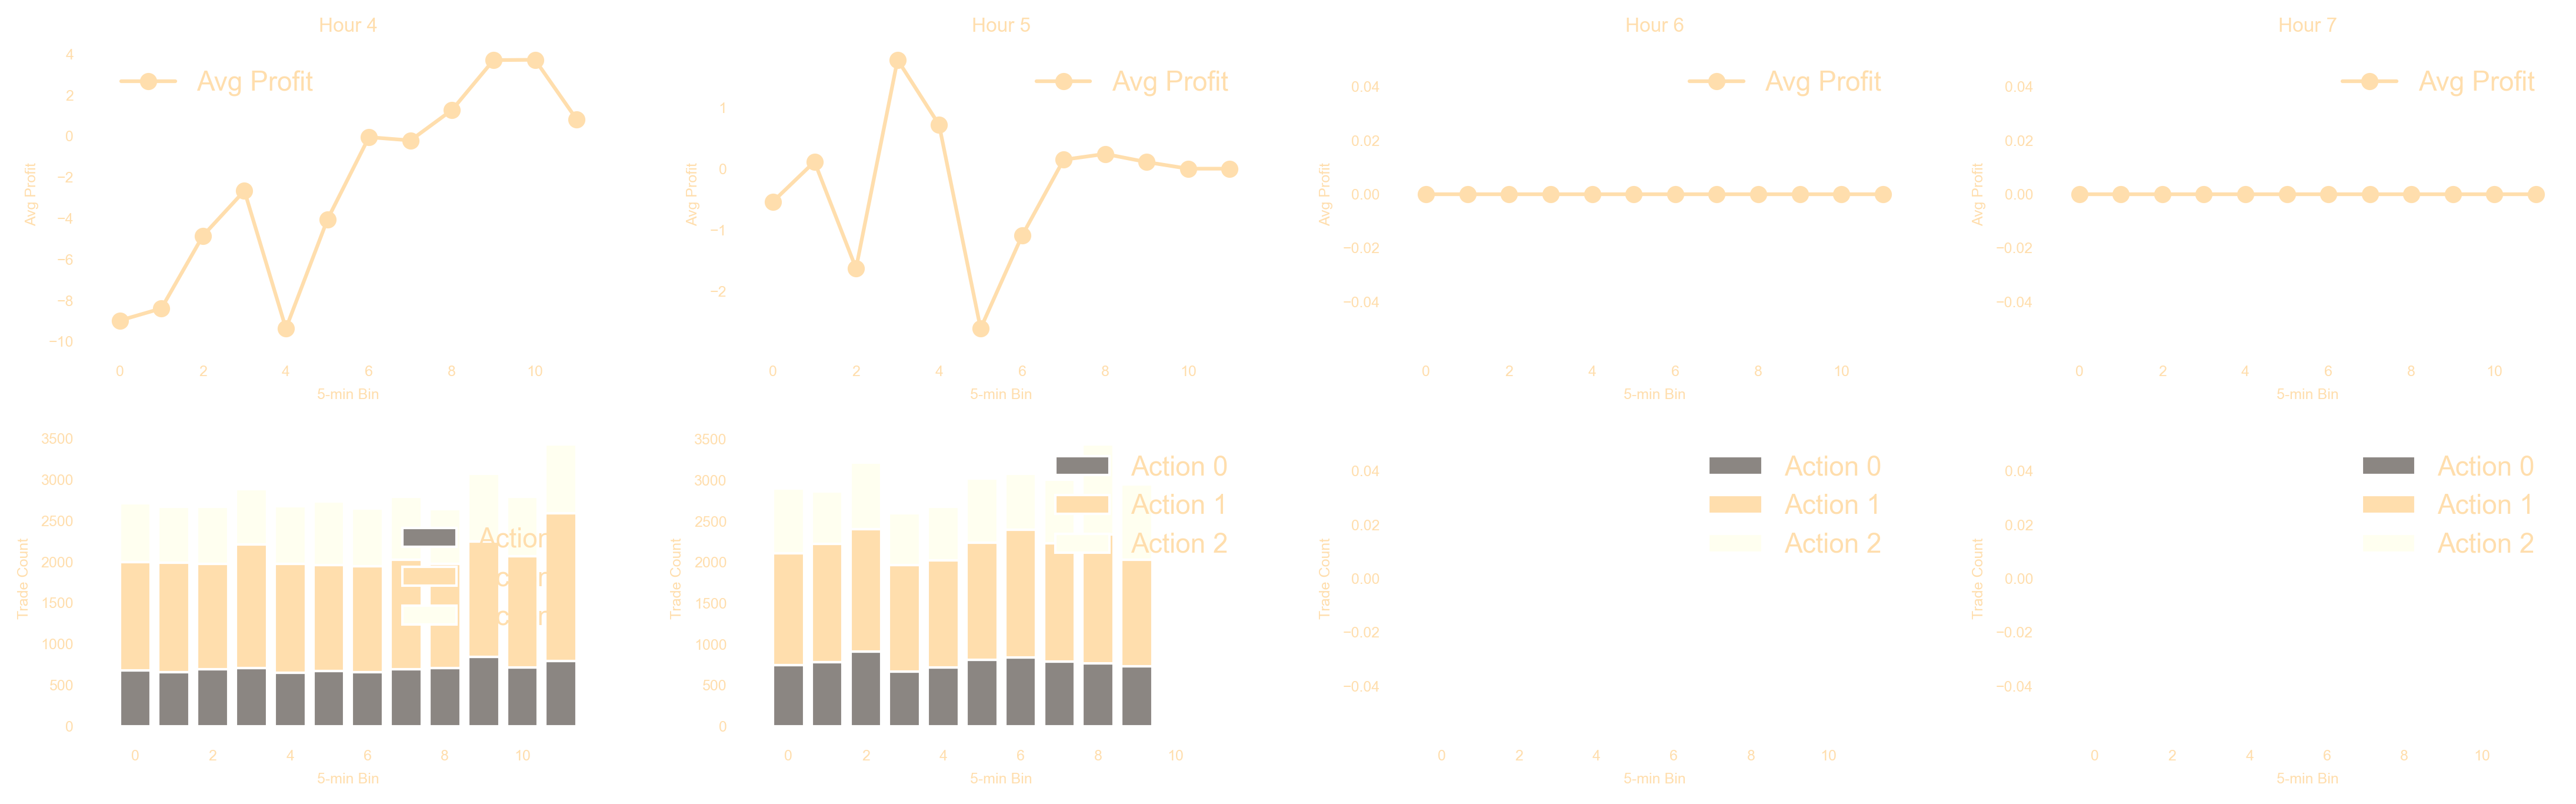 Hour 4
4
2
0
−2
−4
−6
−8
−10
Avg Profit
Avg Profit
0 2 4 6 8 10
5-min Bin
Hour 5
1
0
−1
−2
Avg Profit
Avg Profit
0 2 4 6 8 10
5-min Bin
Hour 6
0.04
0.02
0.00
−0.02
−0.04
Avg Profit
Avg Profit
0 2 4 6 8 10
5-min Bin
Hour 7
0.04
0.02
0.00
−0.02
−0.04
Avg Profit
Avg Profit
0 2 4 6 8 10
5-min Bin
3500
3000
2500
2000
1500
1000
500
0
Trade Count
Action
0 2 4 6 8 10
5-min Bin
3500
3000
2500
2000
1500
1000
500
0
Trade Count
Action 0
Action 1
Action 2
0 2 4 6 8 10
5-min Bin
0.04
0.02
0.00
−0.02
−0.04
Trade Count
Action 0
Action 1
Action 2
0 2 4 6 8 10
5-min Bin
0.04
0.02
0.00
−0.02
−0.04
Trade Count
Action 0
Action 1
Action 2
0 2 4 6 8 10
5-min Bin